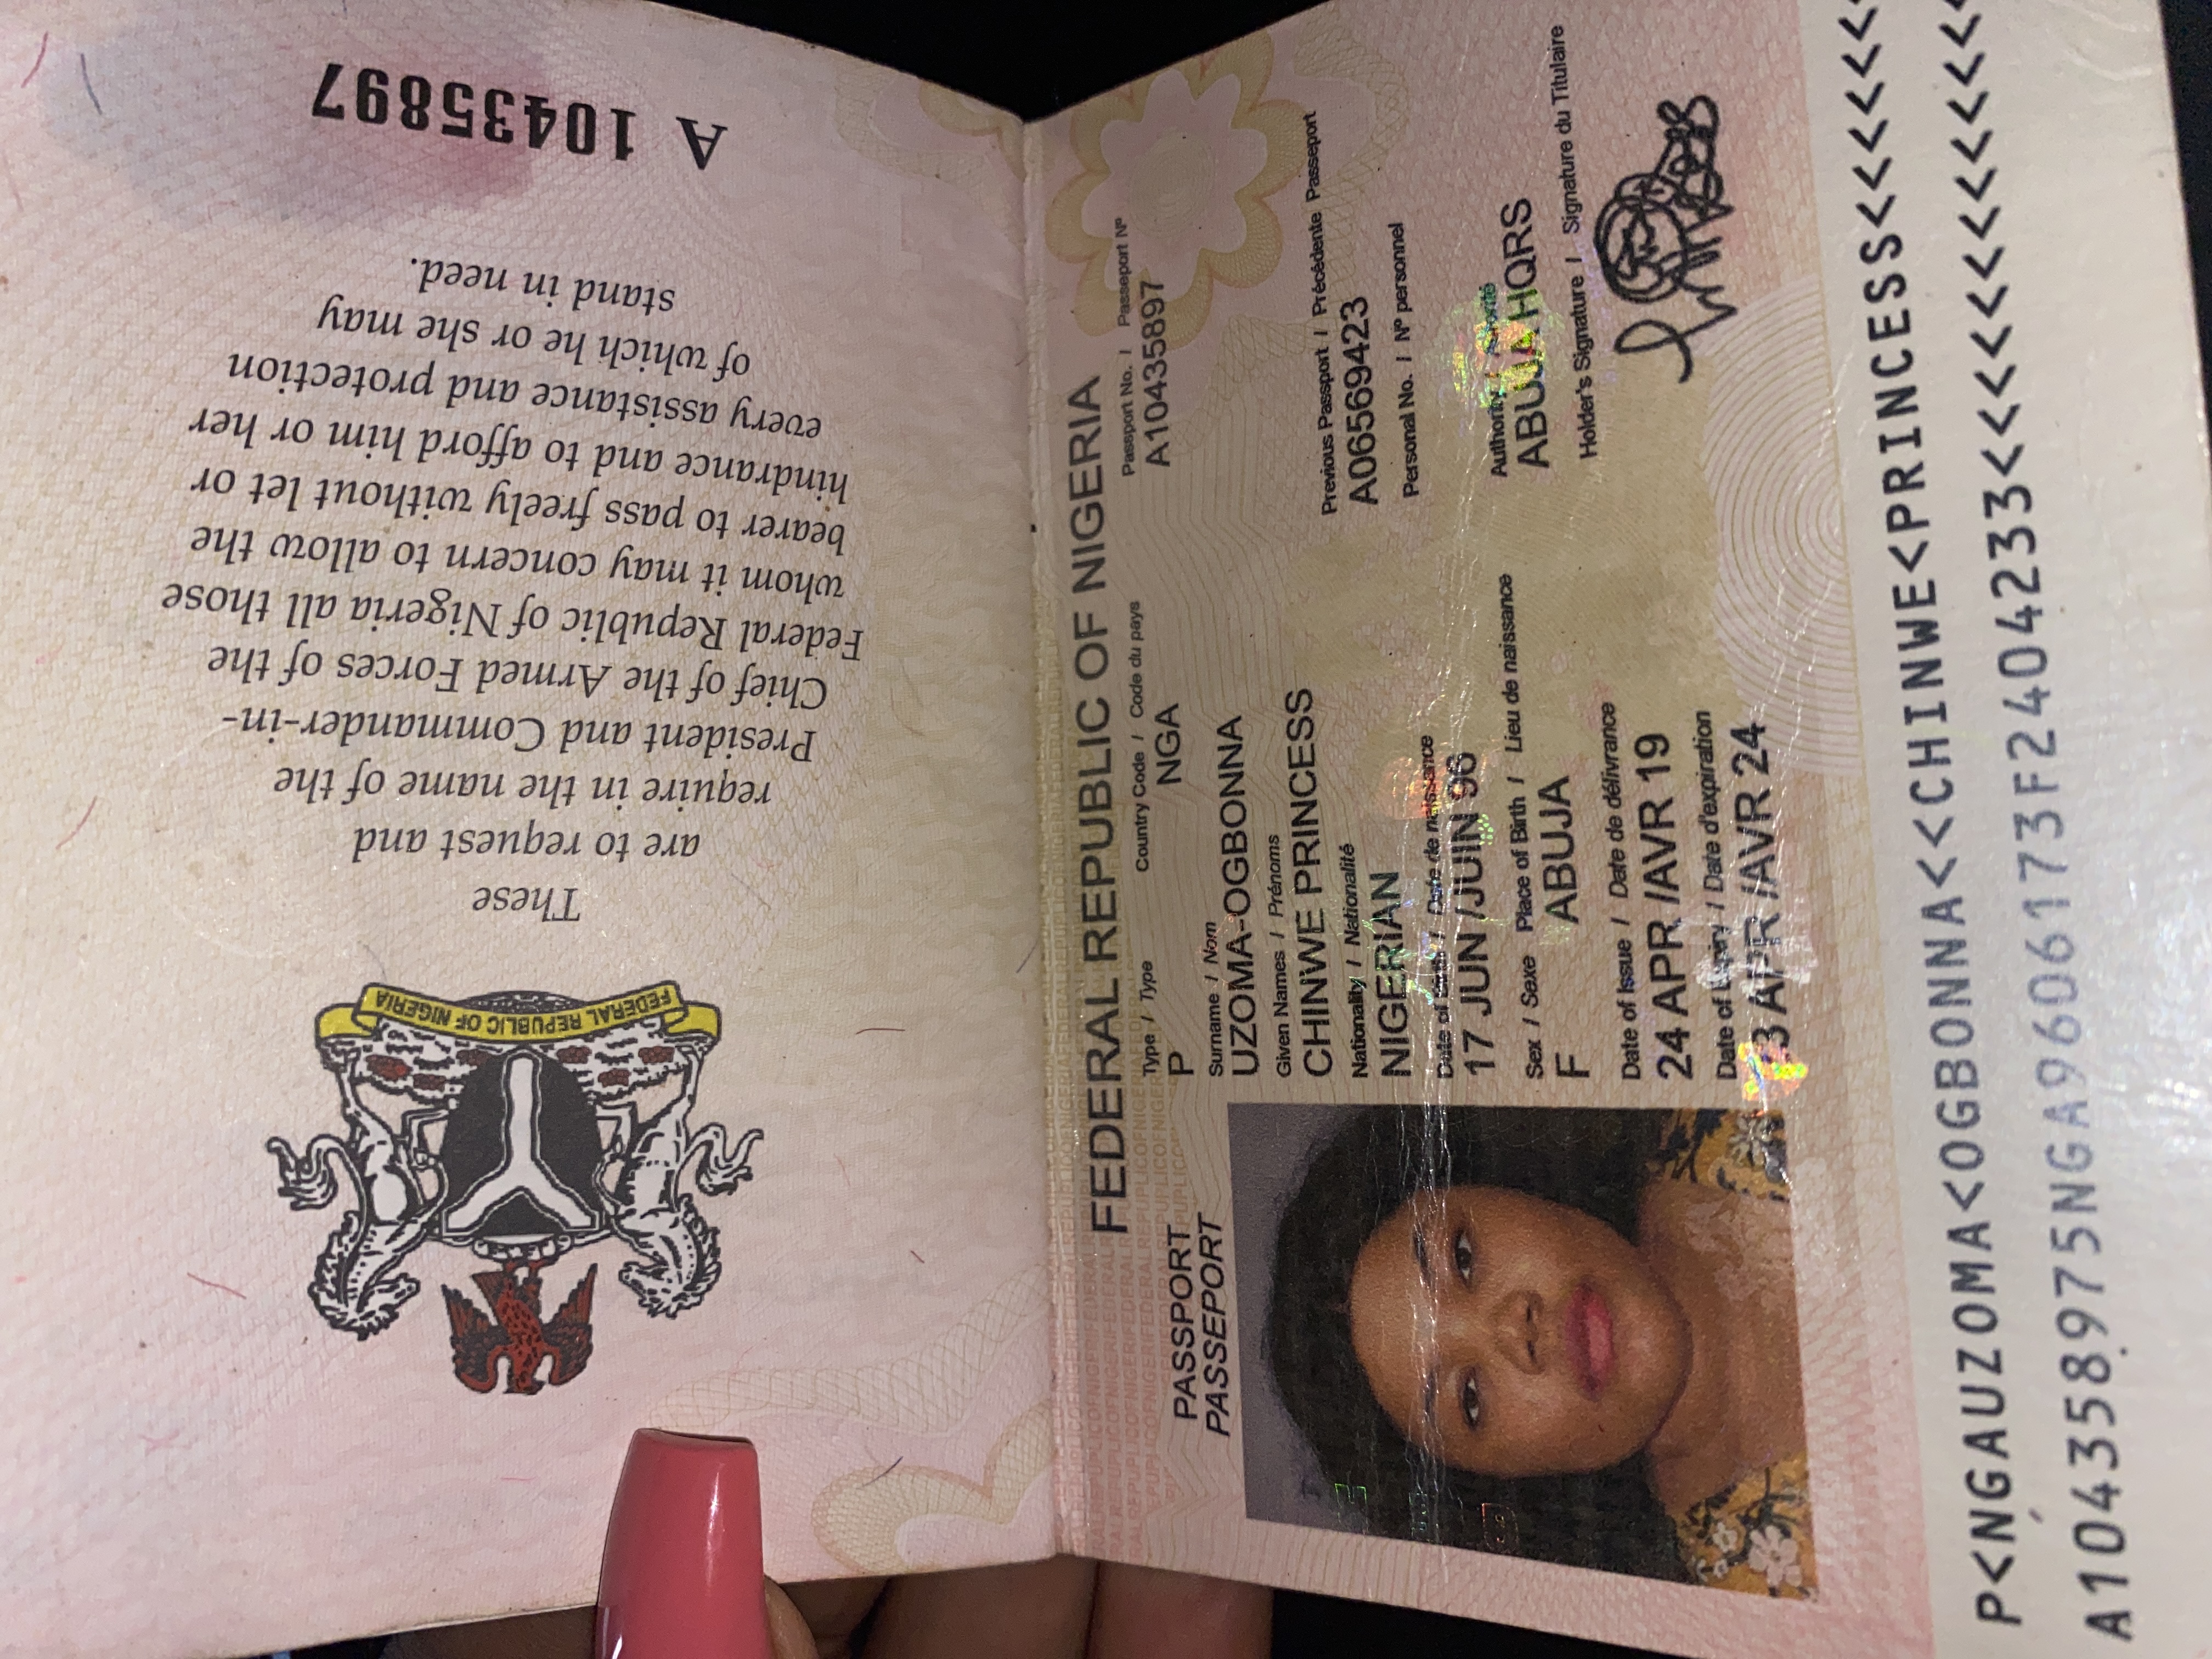 FEDERAL REPUBLIC OF NIGERIA
These
are to request and
require in the name of the
President and Commander-in-
Chief of the Armed Forces of the
Federal Republic of Nigeria all those
whom it may concern to allow the
bearer to pass freely without let or
hindrance and to afford him or her
every assistance and protection
of which he or she may
stand in need.
A 10435897
FEDERAL REPUBLIC OF NIGERIA
PASSPORT
PASSEPORT
Type / Type Country Code / Code du pays Passport No. / Passeport Nº
P NGA A10435897
Surname / Nom
UZOMA-OGBONNA
Given Names / Prénoms
CHINWE PRINCESS
Nationality / Nationalité
NIGERIAN
Previous Passport / Précédente Passeport
A06569423
Date of Birth / Date de naissance
17 JUN /JUIN 96
Personal No. / Nº personnel
Sex / Sexe Place of Birth / Lieu de naissance
F ABUJA
Authority / Autorité
ABUJA HQRS
Date of Issue / Date de délivrance
24 APR /AVR 19
Holder's Signature / Signature du Titulaire
Date of Expiry / Date d'expiration
23 APR /AVR 24
P<NGAUZOMA<OGBONNA<<CHINWE<PRINCESS<<<<<<
A104358975NGA9606173F2404233<<<<<<<<<<<<